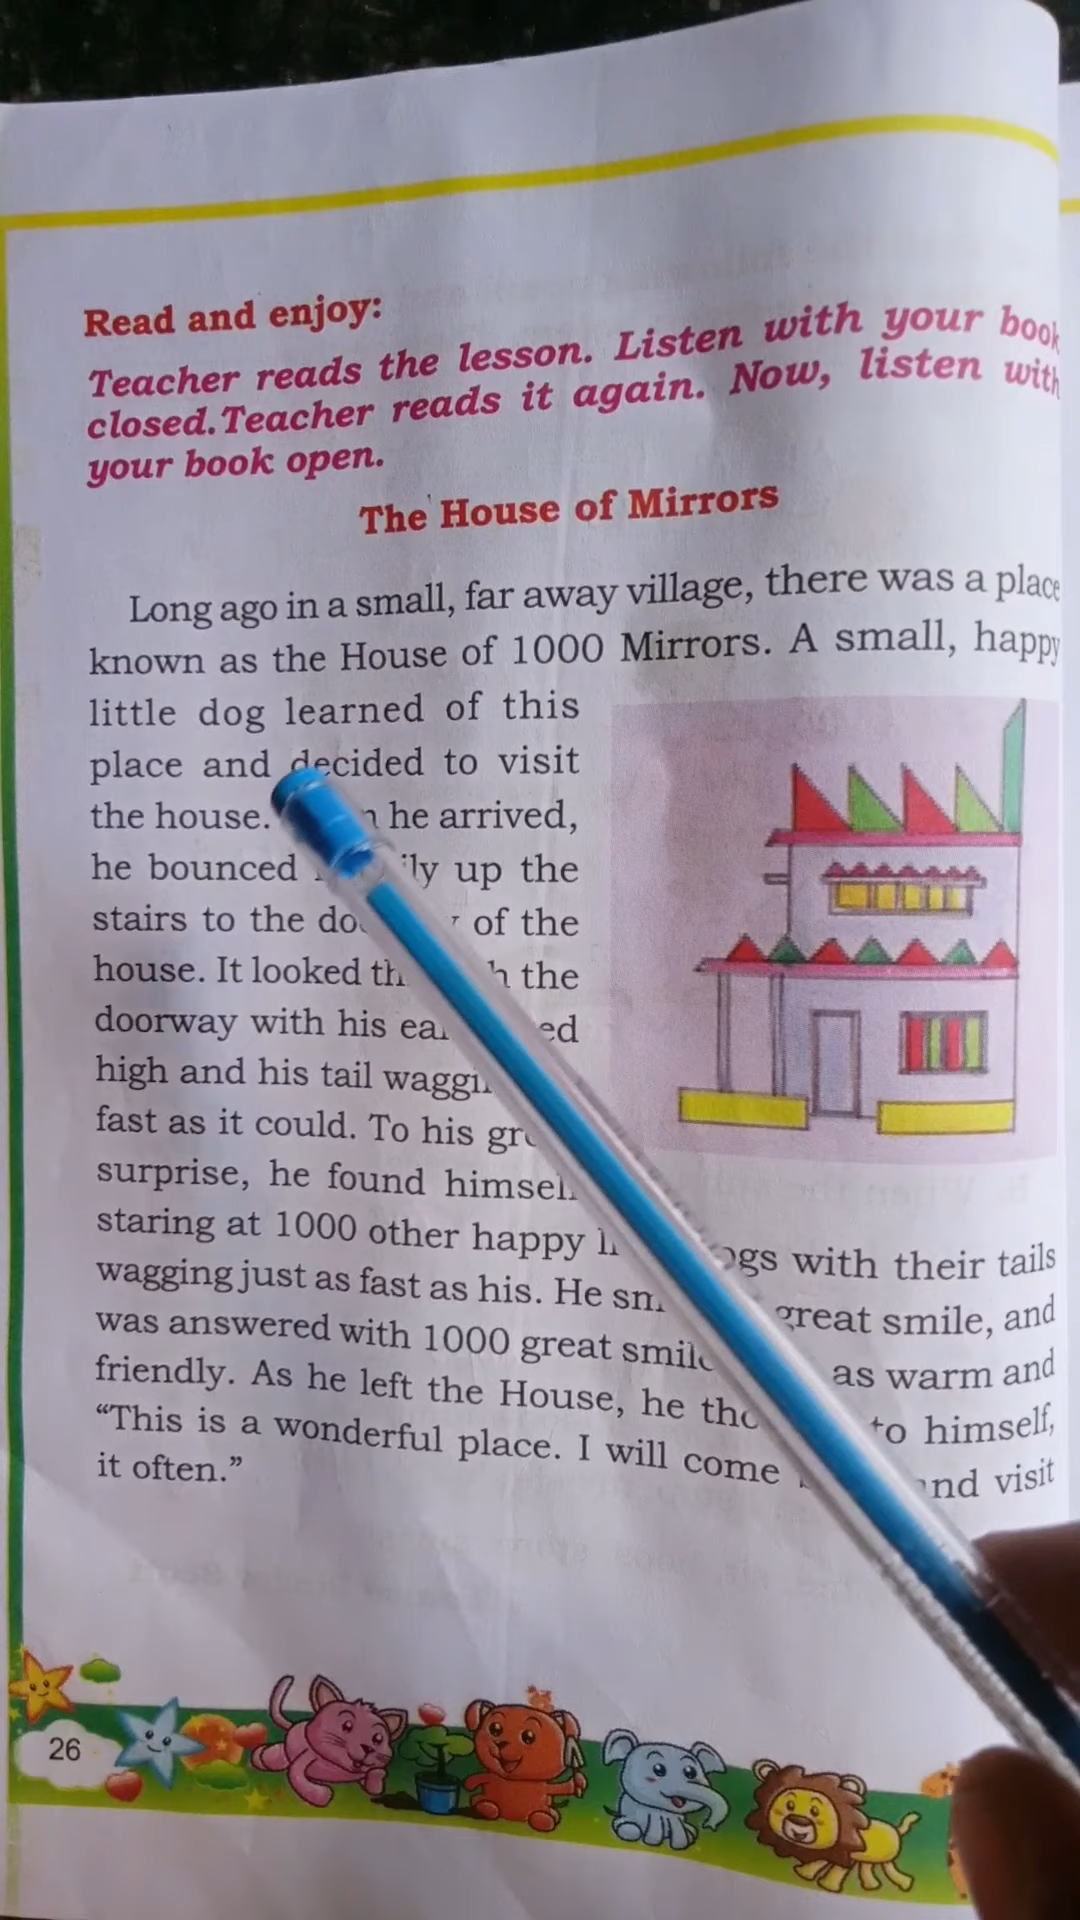 Read and enjoy:
Teacher reads the lesson. Listen with your book
closed. Teacher reads it again. Now, listen with
your book open.
The House of Mirrors
Long ago in a small, far away village, there was a place
known as the House of 1000 Mirrors. A small, happy
little dog learned of this
place and decided to visit
the house. he arrived,
he bounced up the
stairs to the of the
house. It looked the
doorway with his
high and his tail
fast as it could. To his
surprise, he found
staring at 1000 other happy with their tails
wagging just as fast as his. He great smile, and
was answered with 1000 great as warm and
friendly. As he left the House, he to himself,
“This is a wonderful place. I will come and visit
it often.”
26